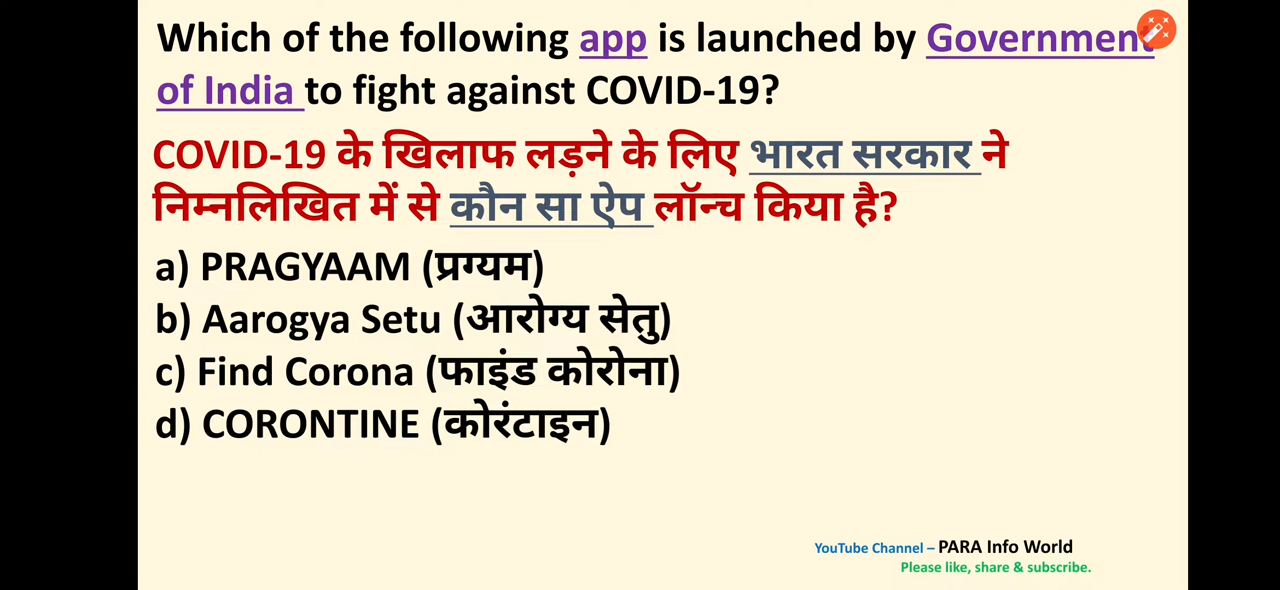 Which of the following app is launched by Government
of India to fight against COVID-19?
COVID-19 के खिलाफ लड़ने के लिए भारत सरकार ने
निम्नलिखित में से कौन सा ऐप लॉन्च किया है?
a) PRAGYAAM (प्रग्यम)
b) Aarogya Setu (आरोग्य सेतु)
c) Find Corona (फाइंड कोरोना)
d) CORONTINE (कोरंटाइन)
YouTube Channel – PARA Info World
Please like, share & subscribe.